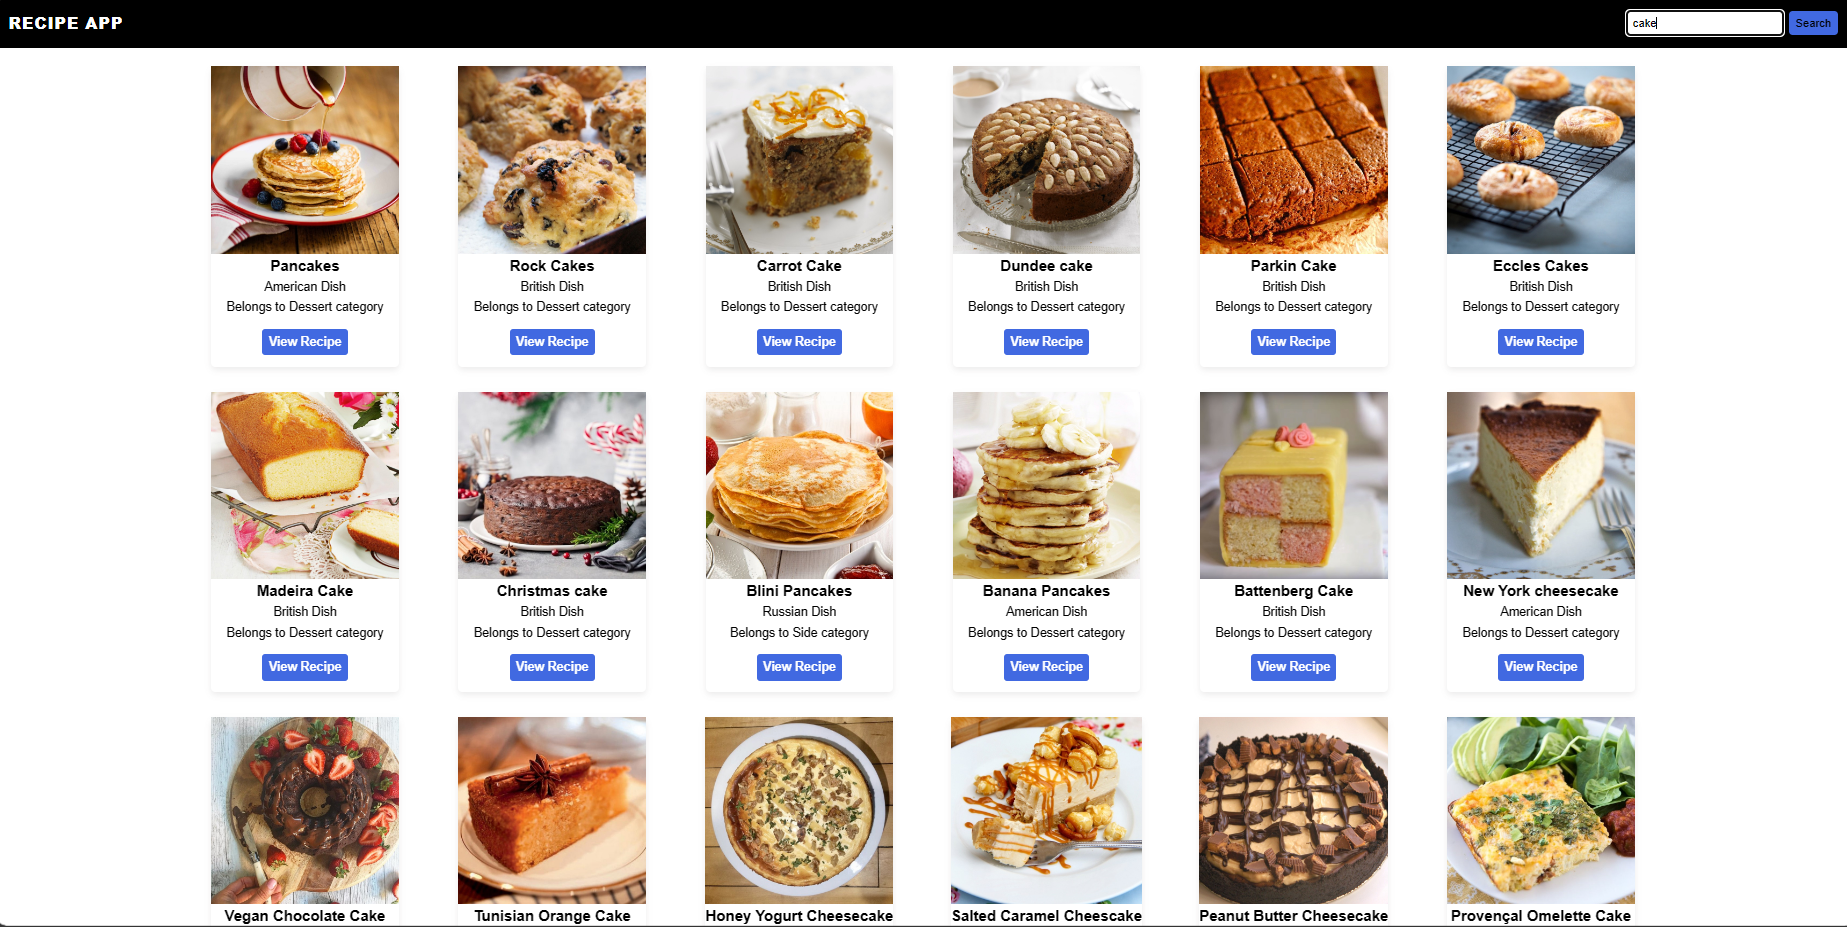 RECIPE APP
cake
Search
Pancakes
American Dish
Belongs to Dessert category
View Recipe
Rock Cakes
British Dish
Belongs to Dessert category
View Recipe
Carrot Cake
British Dish
Belongs to Dessert category
View Recipe
Dundee cake
British Dish
Belongs to Dessert category
View Recipe
Parkin Cake
British Dish
Belongs to Dessert category
View Recipe
Eccles Cakes
British Dish
Belongs to Dessert category
View Recipe
Madeira Cake
British Dish
Belongs to Dessert category
View Recipe
Christmas cake
British Dish
Belongs to Dessert category
View Recipe
Blini Pancakes
Russian Dish
Belongs to Side category
View Recipe
Banana Pancakes
American Dish
Belongs to Dessert category
View Recipe
Battenberg Cake
British Dish
Belongs to Dessert category
View Recipe
New York cheesecake
American Dish
Belongs to Dessert category
View Recipe
Vegan Chocolate Cake
Tunisian Orange Cake
Honey Yogurt Cheesecake
Salted Caramel Cheescake
Peanut Butter Cheesecake
Provençal Omelette Cake